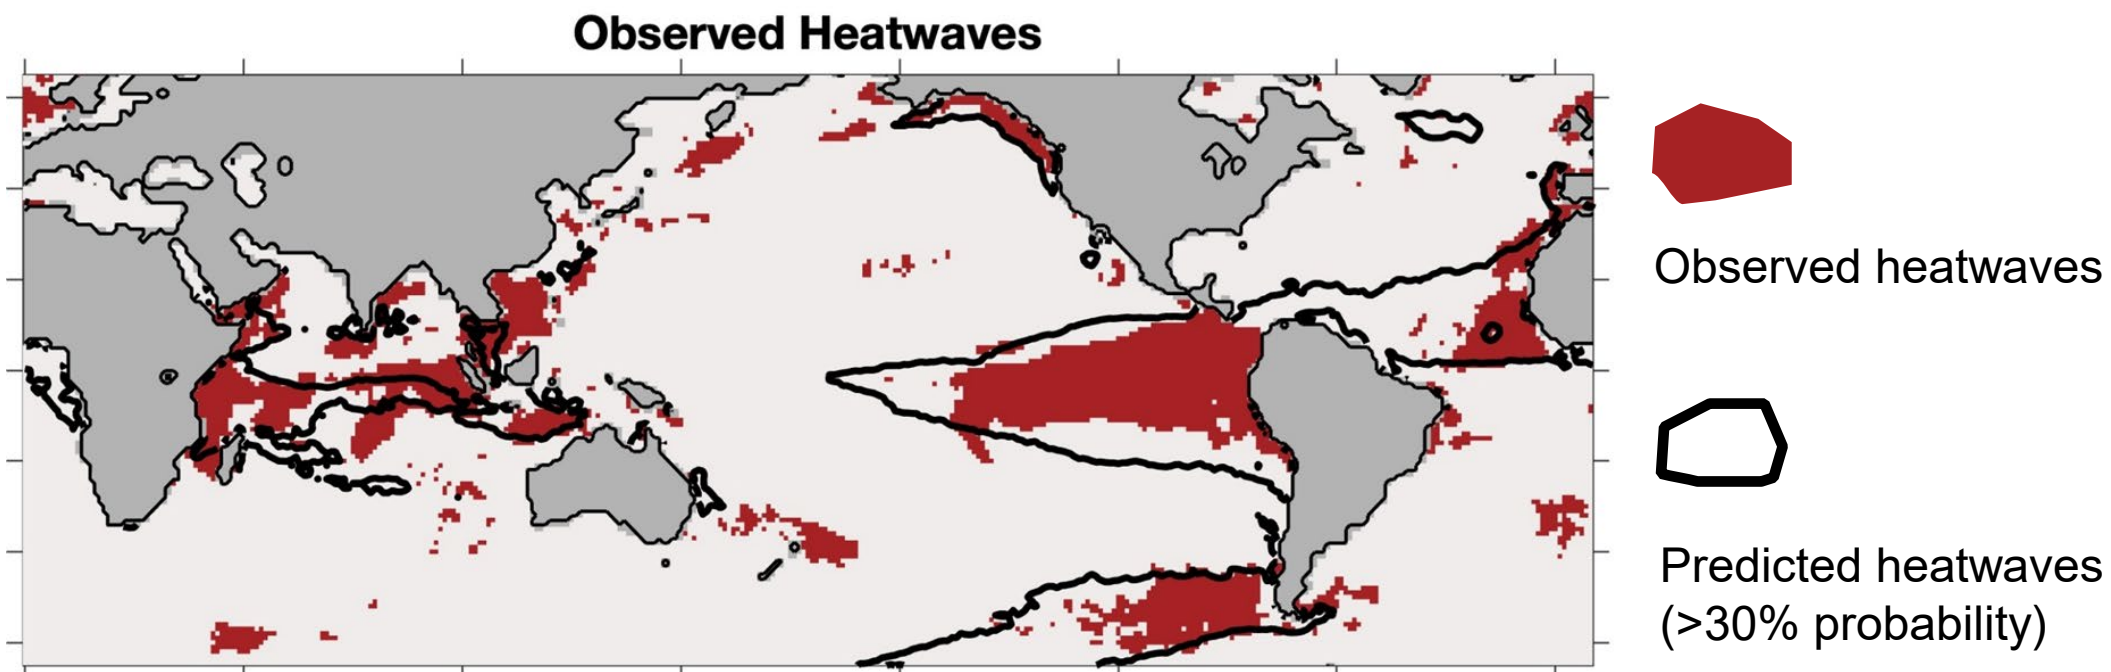 Observed Heatwaves
Observed heatwaves
Predicted heatwaves
(>30% probability)